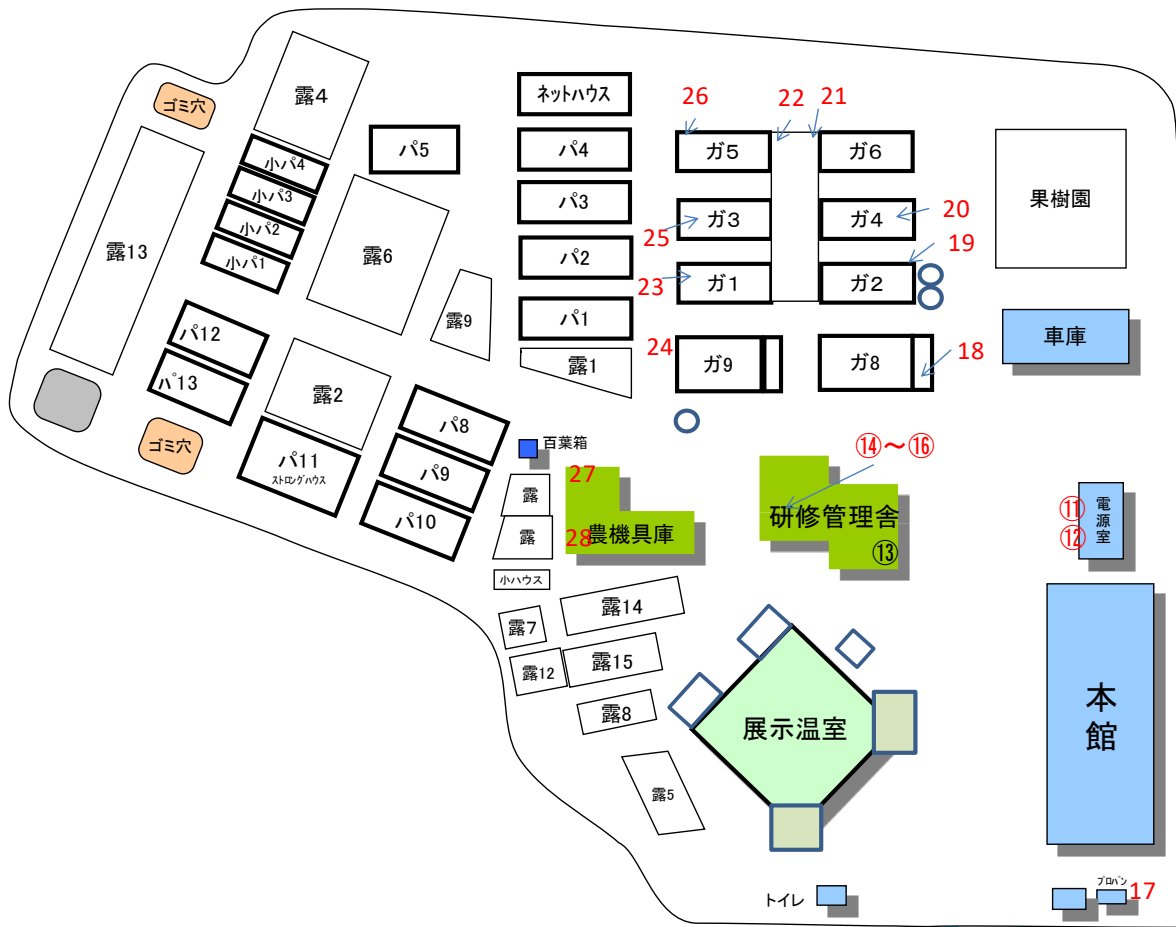 露4
ゴミ穴
ネットハウス
26
22
21
パ5
パ4
ガ5
ガ6
小パ4
小パ3
小パ2
小パ1
パ3
ガ3
ガ4
20
25
果樹園
露13
露6
パ2
19
23
ガ1
ガ2
露9
パ1
パ12
パ13
露1
24
ガ9
ガ8
18
車庫
露2
パ8
パ11
ストロングハウス
パ9
パ10
ゴミ穴
百葉箱
27
露
露
28
農機具庫
⑭～⑯
研修管理舎
⑬
⑪
⑫
電源室
小ハウス
露14
露7
露15
露12
露8
露5
展示温室
本館
トイレ
プロパン
17